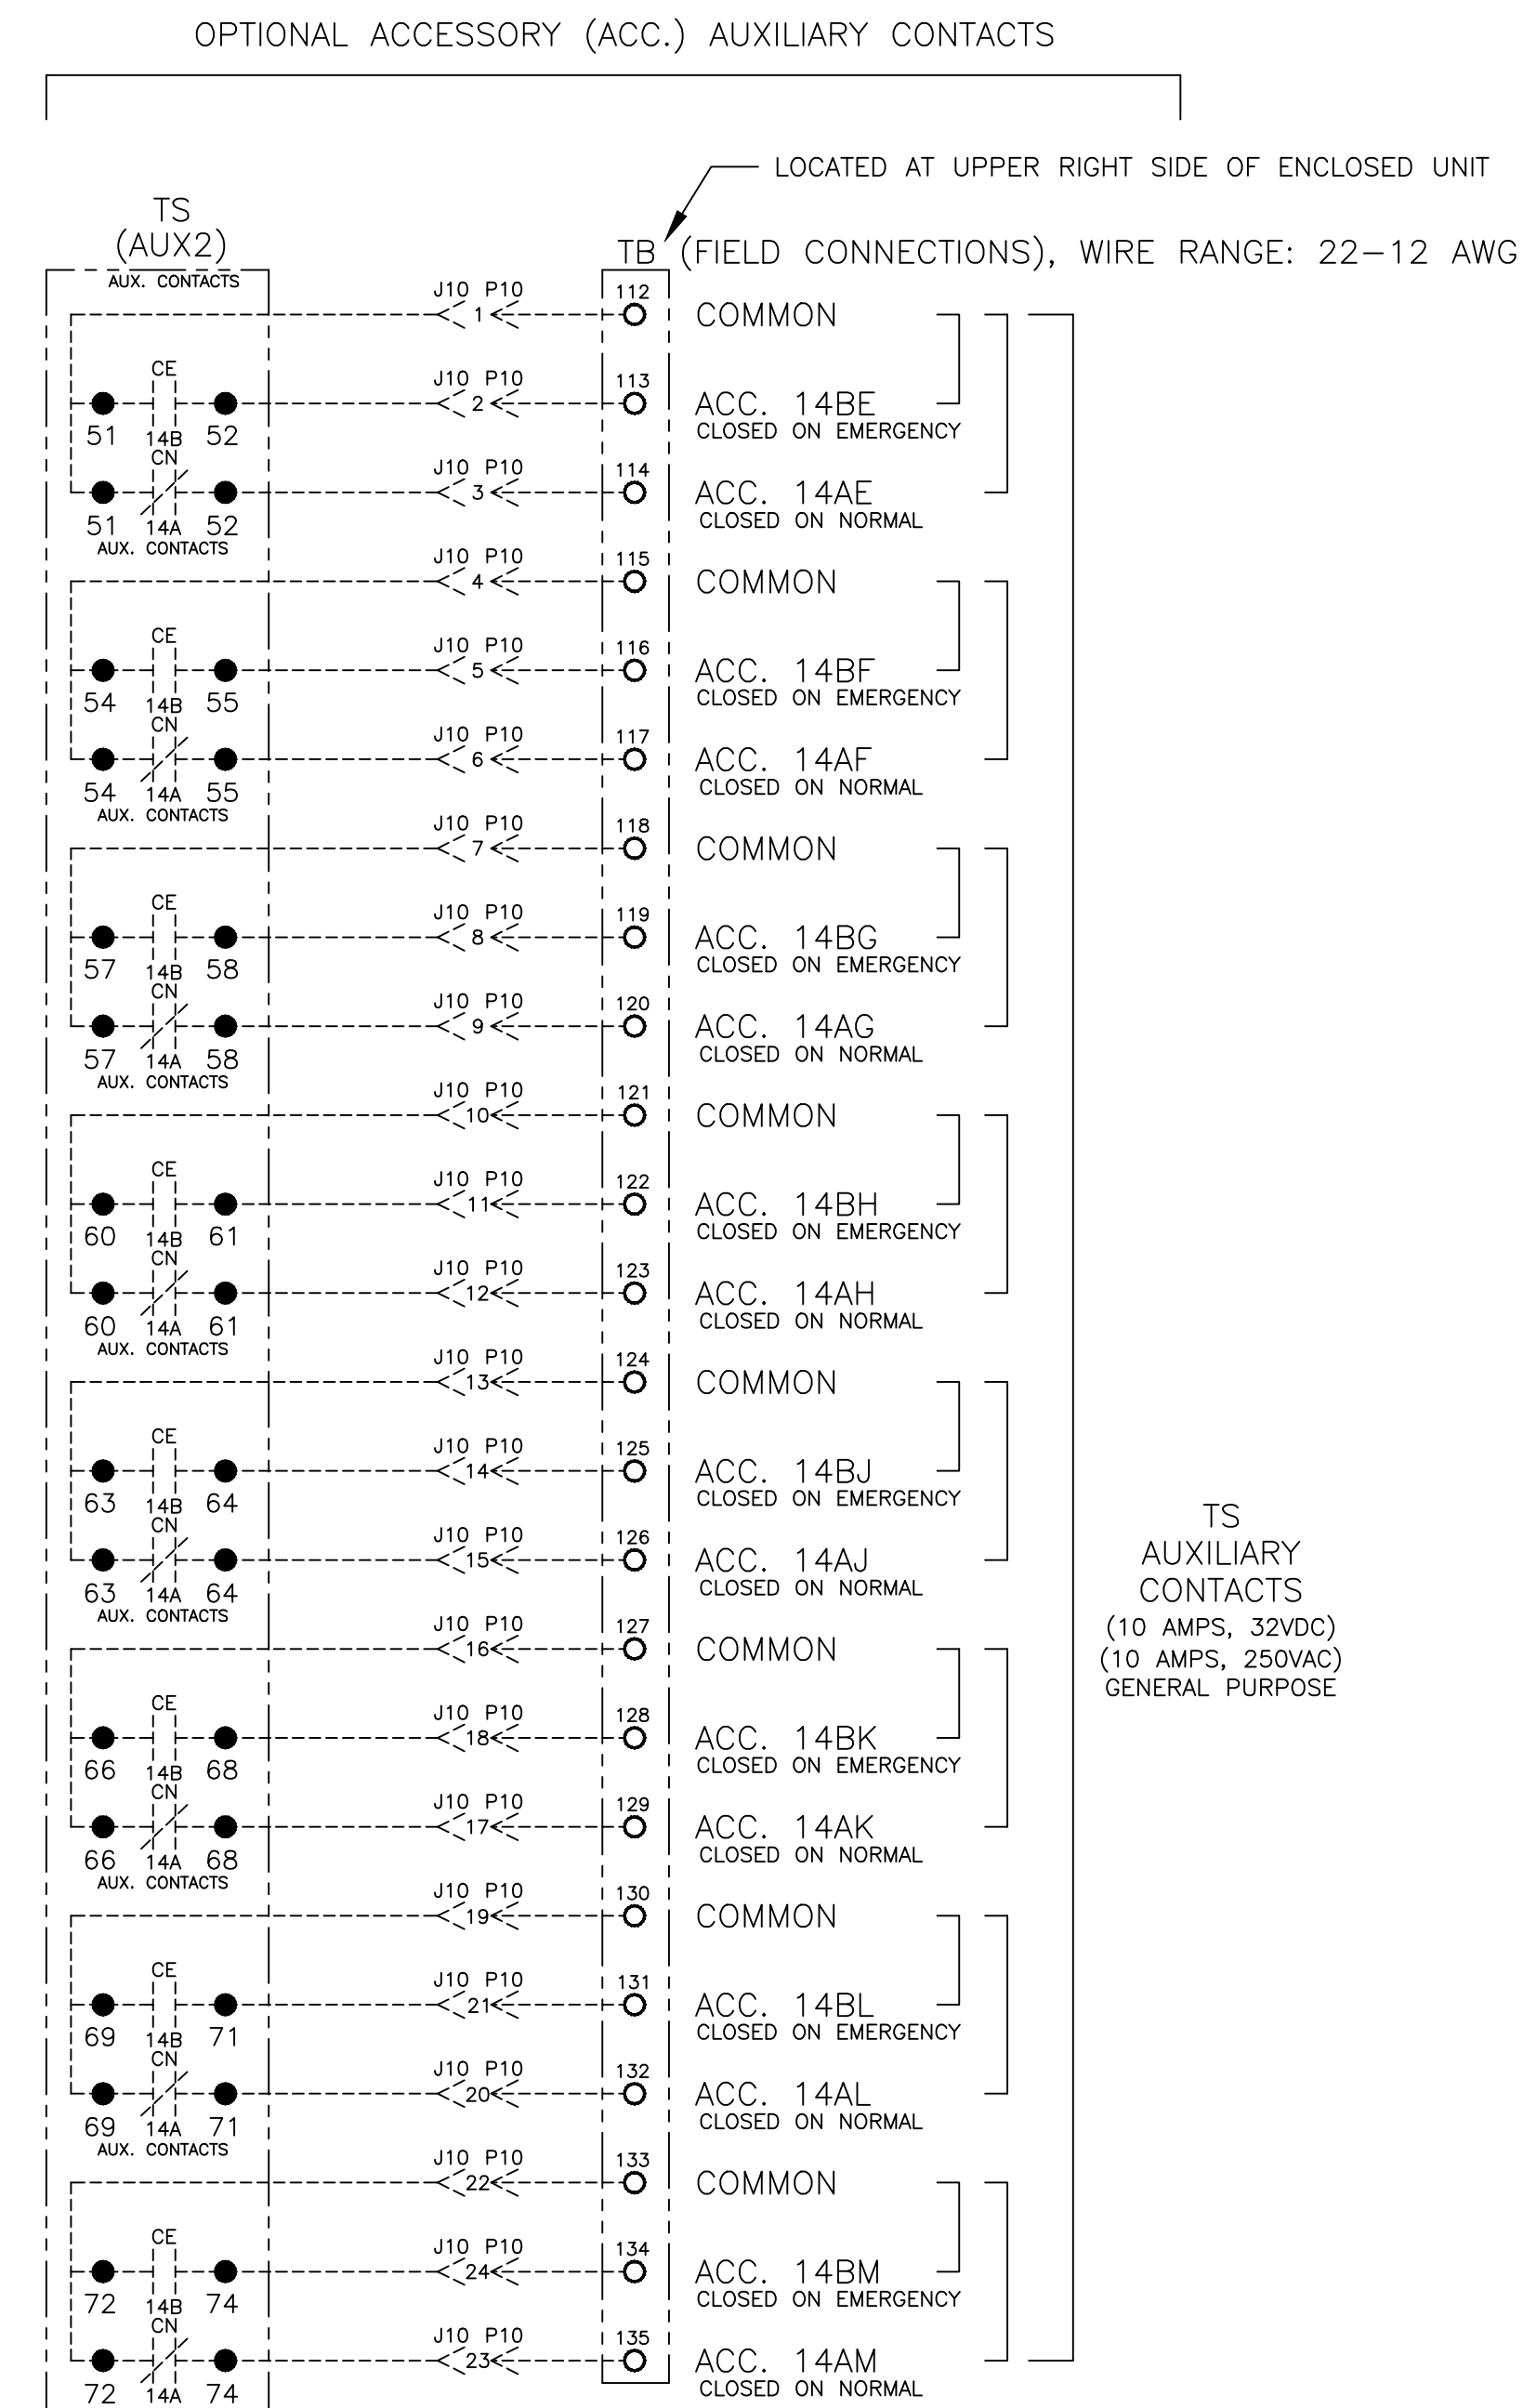 OPTIONAL ACCESSORY (ACC.) AUXILIARY CONTACTS
LOCATED AT UPPER RIGHT SIDE OF ENCLOSED UNIT
TS
(AUX2)
TB (FIELD CONNECTIONS), WIRE RANGE: 22-12 AWG
AUX. CONTACTS
J10 P10 112
1 COMMON
CE J10 P10 113
2 ACC. 14BE
51 14B 52 CLOSED ON EMERGENCY
CN J10 P10 114
3 ACC. 14AE
51 14A 52 CLOSED ON NORMAL
AUX. CONTACTS
J10 P10 115
4 COMMON
CE J10 P10 116
5 ACC. 14BF
54 14B 55 CLOSED ON EMERGENCY
CN J10 P10 117
6 ACC. 14AF
54 14A 55 CLOSED ON NORMAL
AUX. CONTACTS
J10 P10 118
7 COMMON
CE J10 P10 119
8 ACC. 14BG
57 14B 58 CLOSED ON EMERGENCY
CN J10 P10 120
9 ACC. 14AG
57 14A 58 CLOSED ON NORMAL
AUX. CONTACTS
J10 P10 121
10 COMMON
CE J10 P10 122
11 ACC. 14BH
60 14B 61 CLOSED ON EMERGENCY
CN J10 P10 123
12 ACC. 14AH
60 14A 61 CLOSED ON NORMAL
AUX. CONTACTS
J10 P10 124
13 COMMON
CE J10 P10 125
14 ACC. 14BJ
63 14B 64 CLOSED ON EMERGENCY
CN J10 P10 126
15 ACC. 14AJ
63 14A 64 CLOSED ON NORMAL
AUX. CONTACTS
J10 P10 127
16 COMMON
CE J10 P10 128
18 ACC. 14BK
66 14B 68 CLOSED ON EMERGENCY
CN J10 P10 129
17 ACC. 14AK
66 14A 68 CLOSED ON NORMAL
AUX. CONTACTS
J10 P10 130
19 COMMON
CE J10 P10 131
21 ACC. 14BL
69 14B 71 CLOSED ON EMERGENCY
CN J10 P10 132
20 ACC. 14AL
69 14A 71 CLOSED ON NORMAL
AUX. CONTACTS
J10 P10 133
22 COMMON
CE J10 P10 134
24 ACC. 14BM
72 14B 74 CLOSED ON EMERGENCY
CN J10 P10 135
23 ACC. 14AM
72 14A 74 CLOSED ON NORMAL
TS
AUXILIARY
CONTACTS
(10 AMPS, 32VDC)
(10 AMPS, 250VAC)
GENERAL PURPOSE